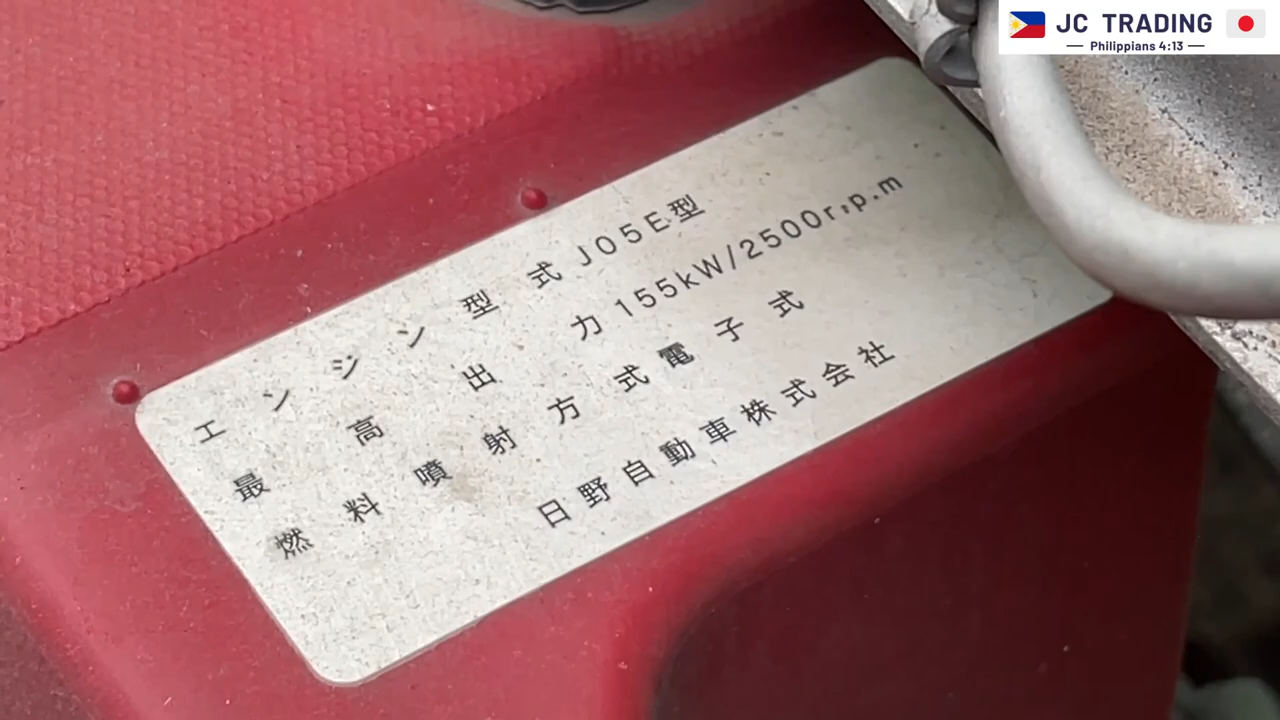 JC TRADING
Philippians 4:13
エンジン型式 J05E型
最高出力 155kW/2500r.p.m
燃料噴射方式 電子式
日野自動車株式会社